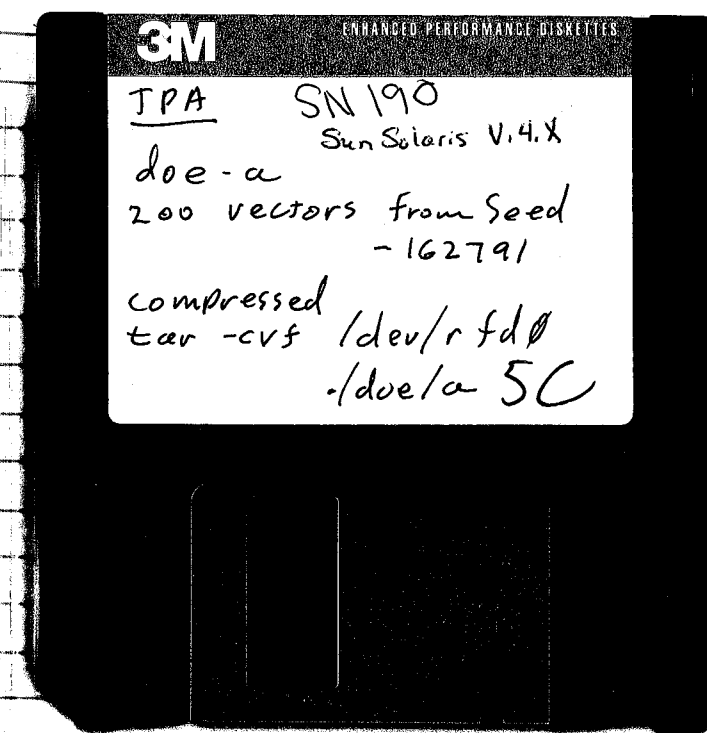 3M ENHANCED PERFORMANCE DISKETTES
TPA SN 190
Sun Solaris V.4.X
doe-a
200 vectors from Seed
-162791
compressed
tar -cvf /dev/rfd0
./doe/a 5C